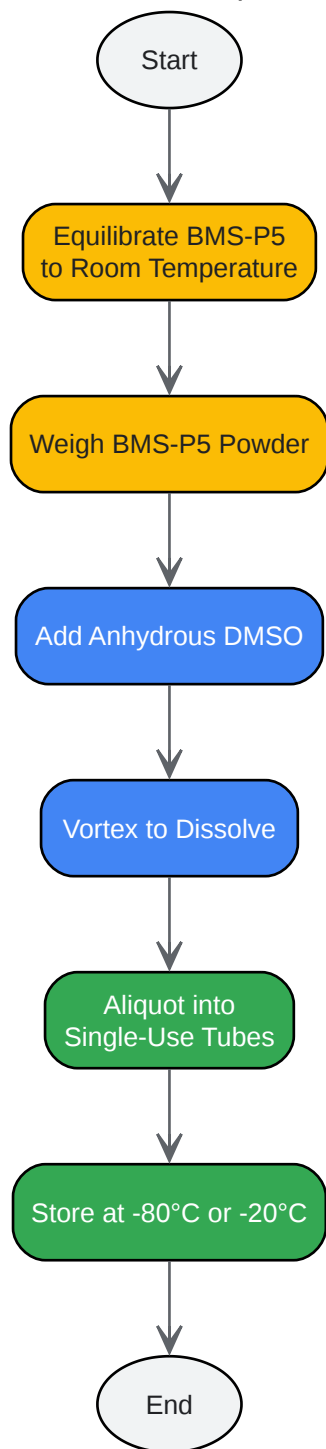 Start
Equilibrate BMS-P5
to Room Temperature
Weigh BMS-P5 Powder
Add Anhydrous DMSO
Vortex to Dissolve
Aliquot into
Single-Use Tubes
Store at -80°C or -20°C
End